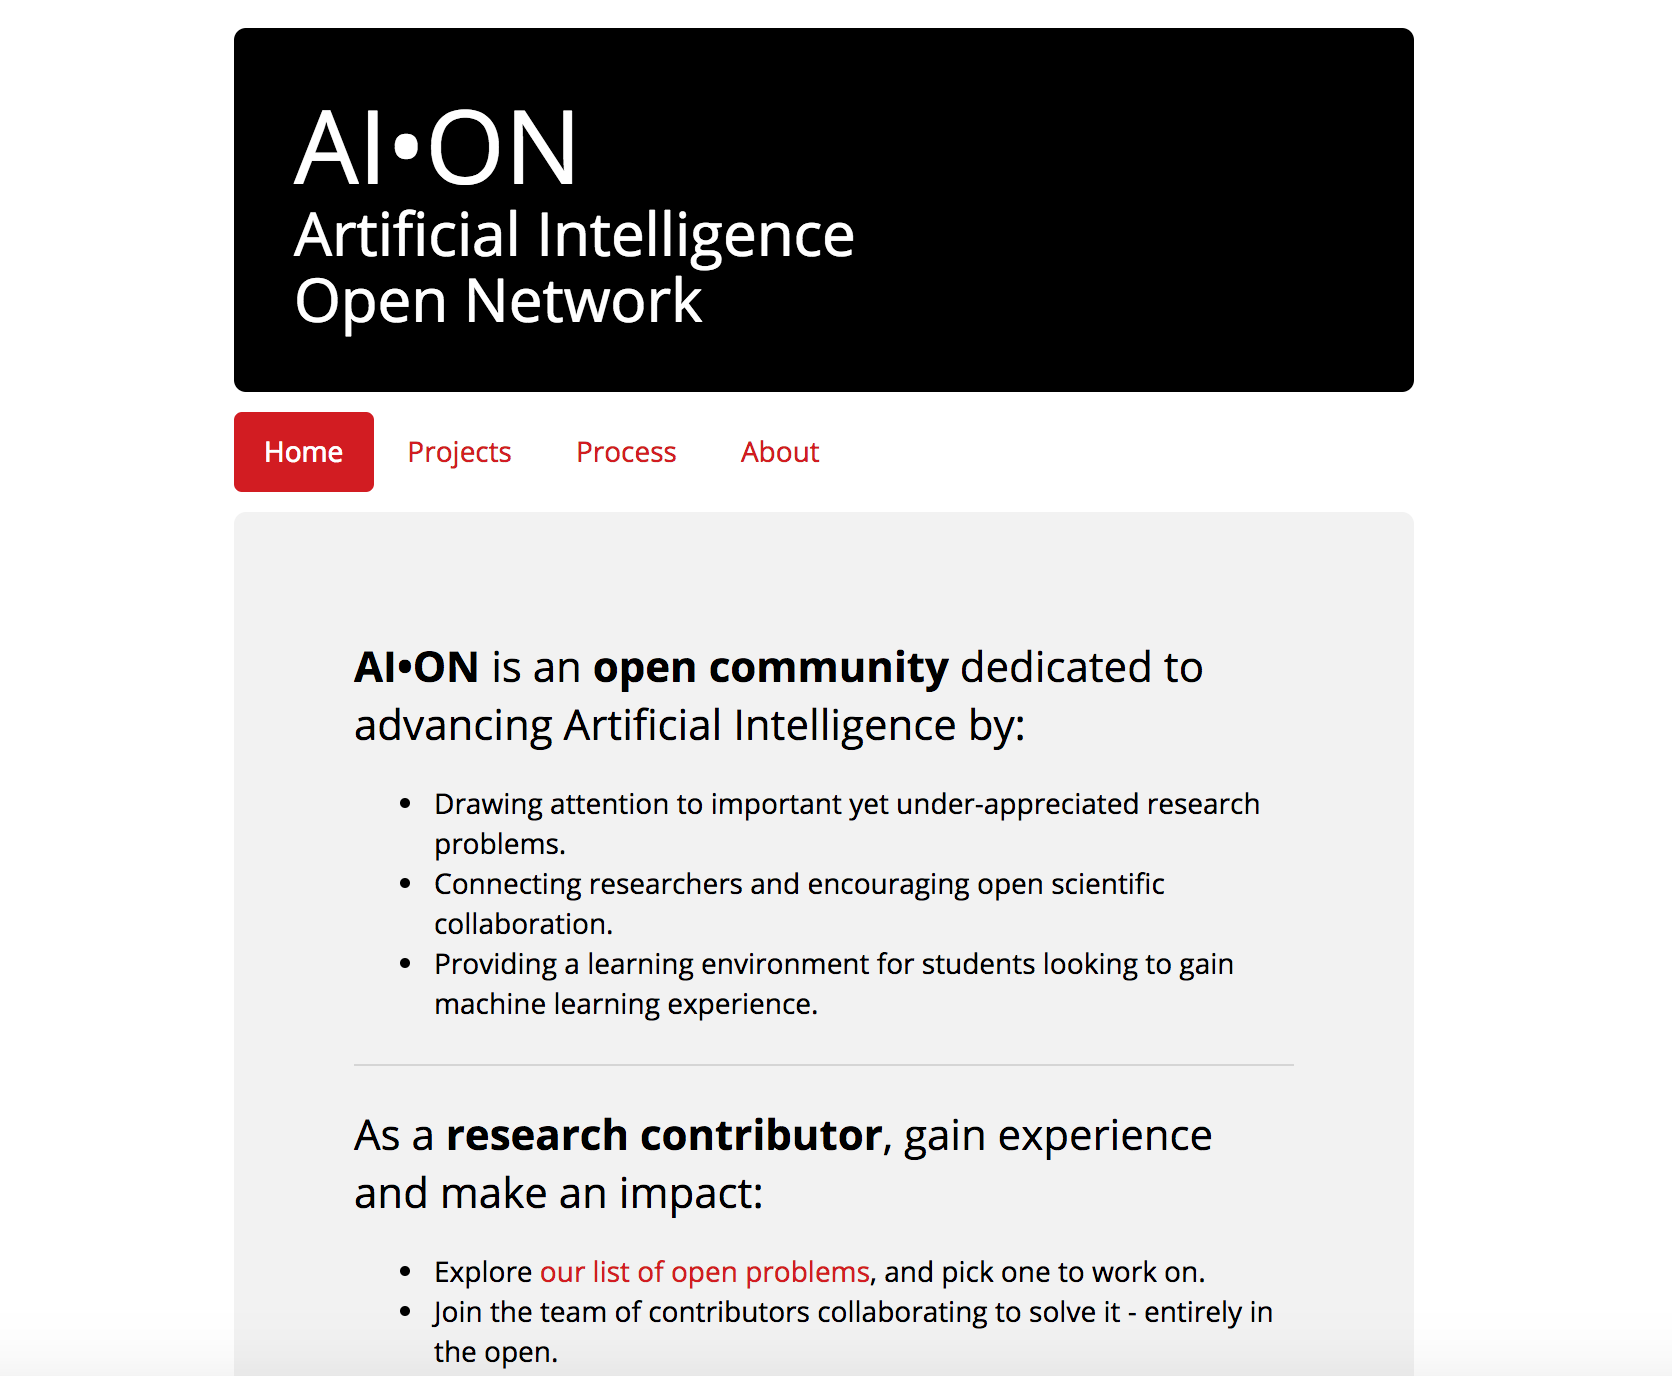 AI•ON
Artificial Intelligence
Open Network
Home Projects Process About
AI•ON is an open community dedicated to
advancing Artificial Intelligence by:
• Drawing attention to important yet under-appreciated research
problems.
• Connecting researchers and encouraging open scientific
collaboration.
• Providing a learning environment for students looking to gain
machine learning experience.
As a research contributor, gain experience
and make an impact:
• Explore our list of open problems, and pick one to work on.
• Join the team of contributors collaborating to solve it - entirely in
the open.